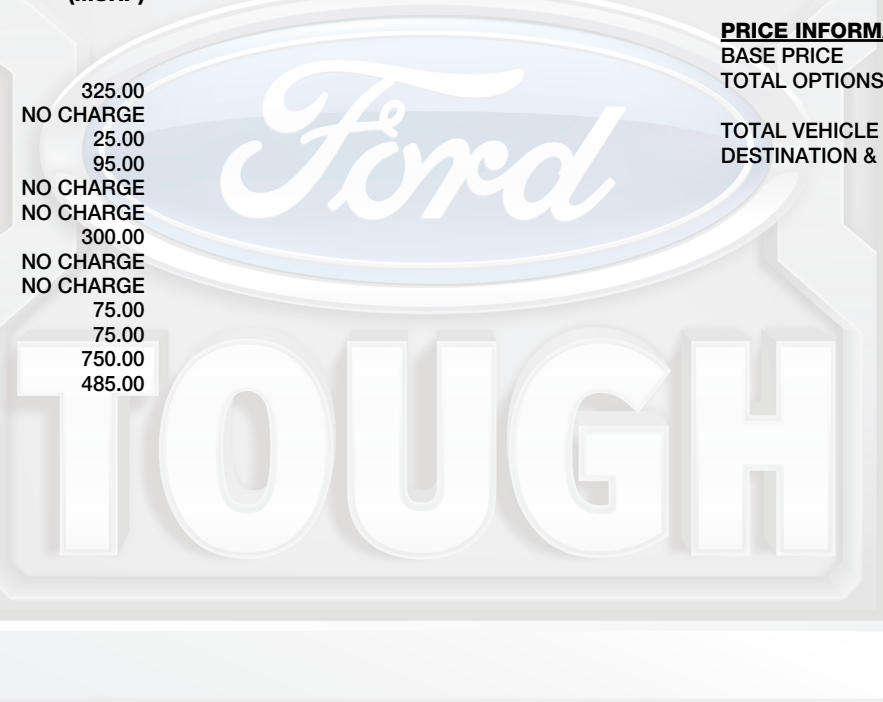 (MSRP)
325.00
NO CHARGE
25.00
95.00
NO CHARGE
NO CHARGE
300.00
NO CHARGE
NO CHARGE
75.00
75.00
750.00
485.00
PRICE INFORMA
BASE PRICE
TOTAL OPTIONS
TOTAL VEHICLE
DESTINATION &
Ford
TOUGH